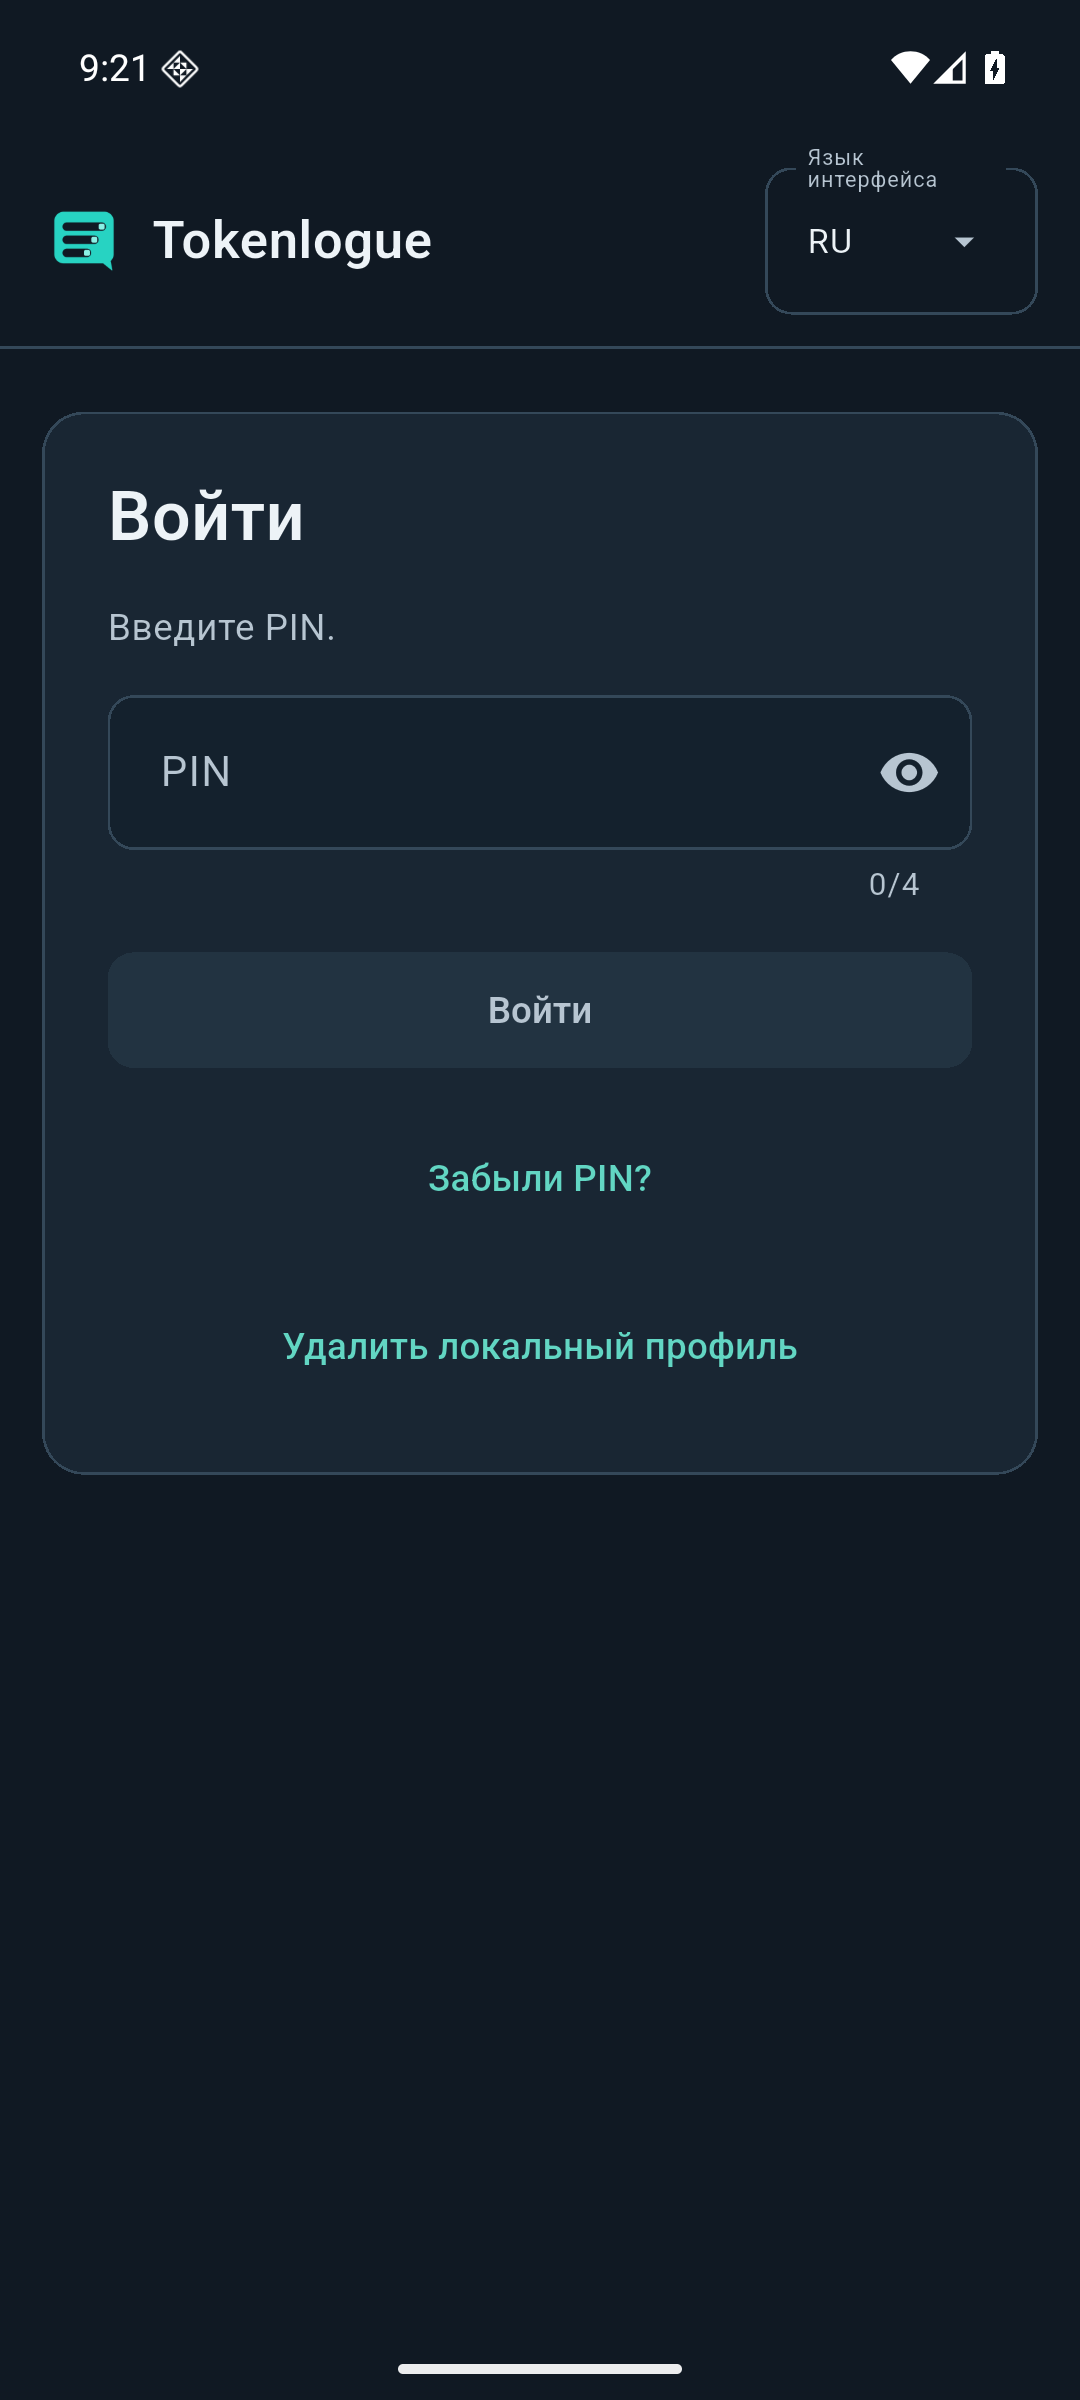 9:21
Язык
интерфейса
Tokenlogue
RU
Войти
Введите PIN.
PIN
0/4
Войти
Забыли PIN?
Удалить локальный профиль